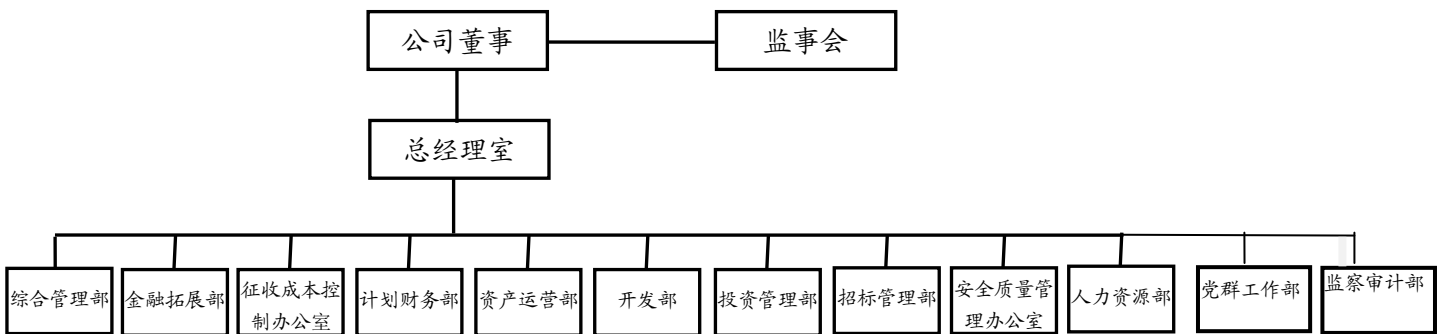 公司董事
监事会
总经理室
综合管理部
金融拓展部
征收成本控
制办公室
计划财务部
资产运营部
开发部
投资管理部
招标管理部
安全质量管
理办公室
人力资源部
党群工作部
监察审计部